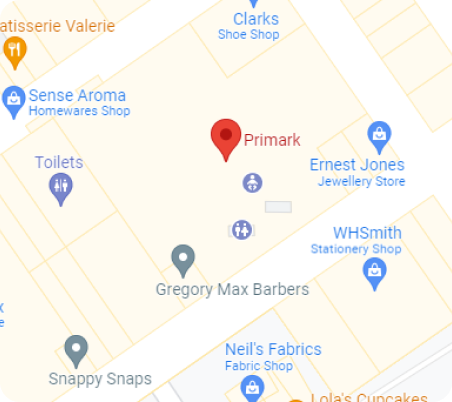 Clarks
Shoe Shop
atisserie Valerie
Sense Aroma
Homewares Shop
Primark
Toilets
Ernest Jones
Jewellery Store
WHSmith
Stationery Shop
Gregory Max Barbers
x
e
Neil's Fabrics
Fabric Shop
Snappy Snaps
Lola's Cupcakes